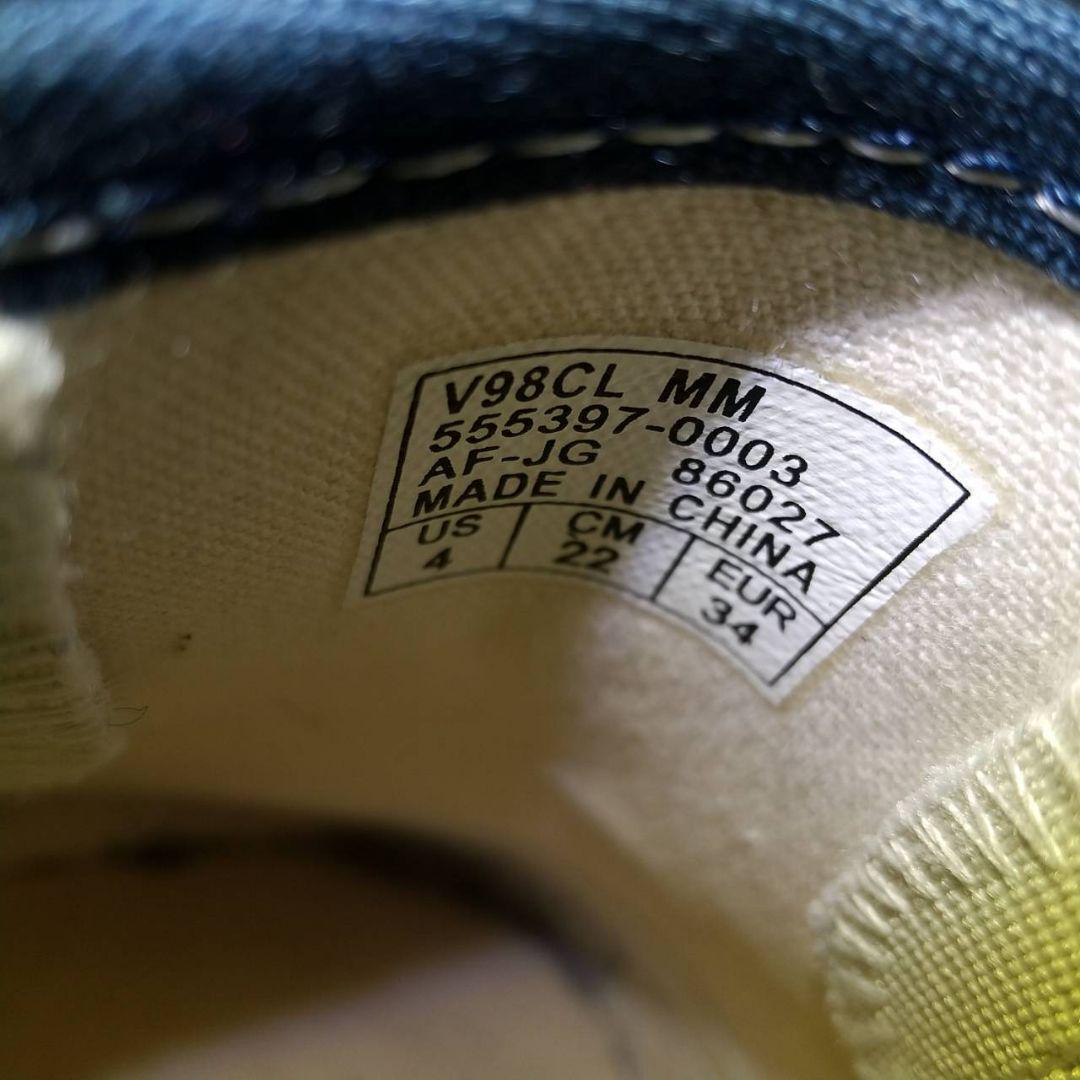 V98CL MM
555397-0003
AF-JG 86027
MADE IN CHINA
US CM EUR
4 22 34